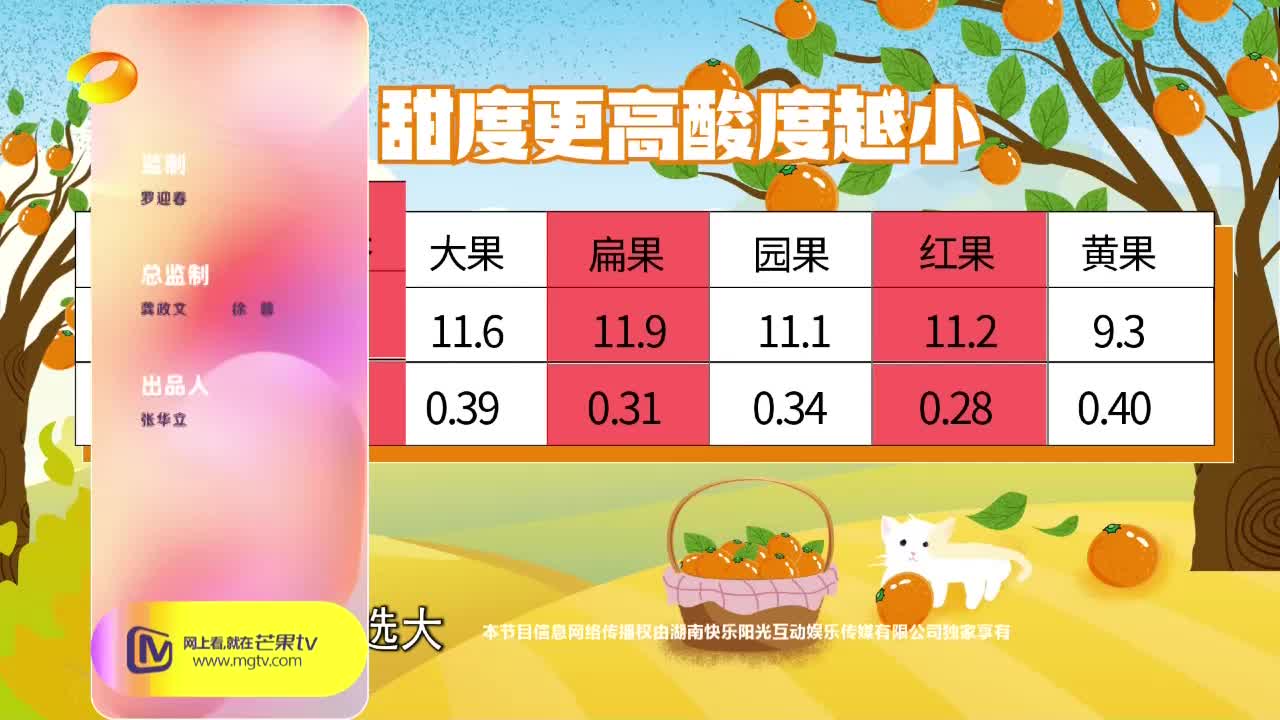 甜度更高酸度越小
监制
罗迎春
总监制
龚政文 徐蓉
出品人
张华立
大果 扁果 园果 红果 黄果
11.6 11.9 11.1 11.2 9.3
0.39 0.31 0.34 0.28 0.40
选大
本节目信息网络传播权由湖南快乐阳光互动娱乐传媒有限公司独家享有
网上看,就在芒果tv
www.mgtv.com